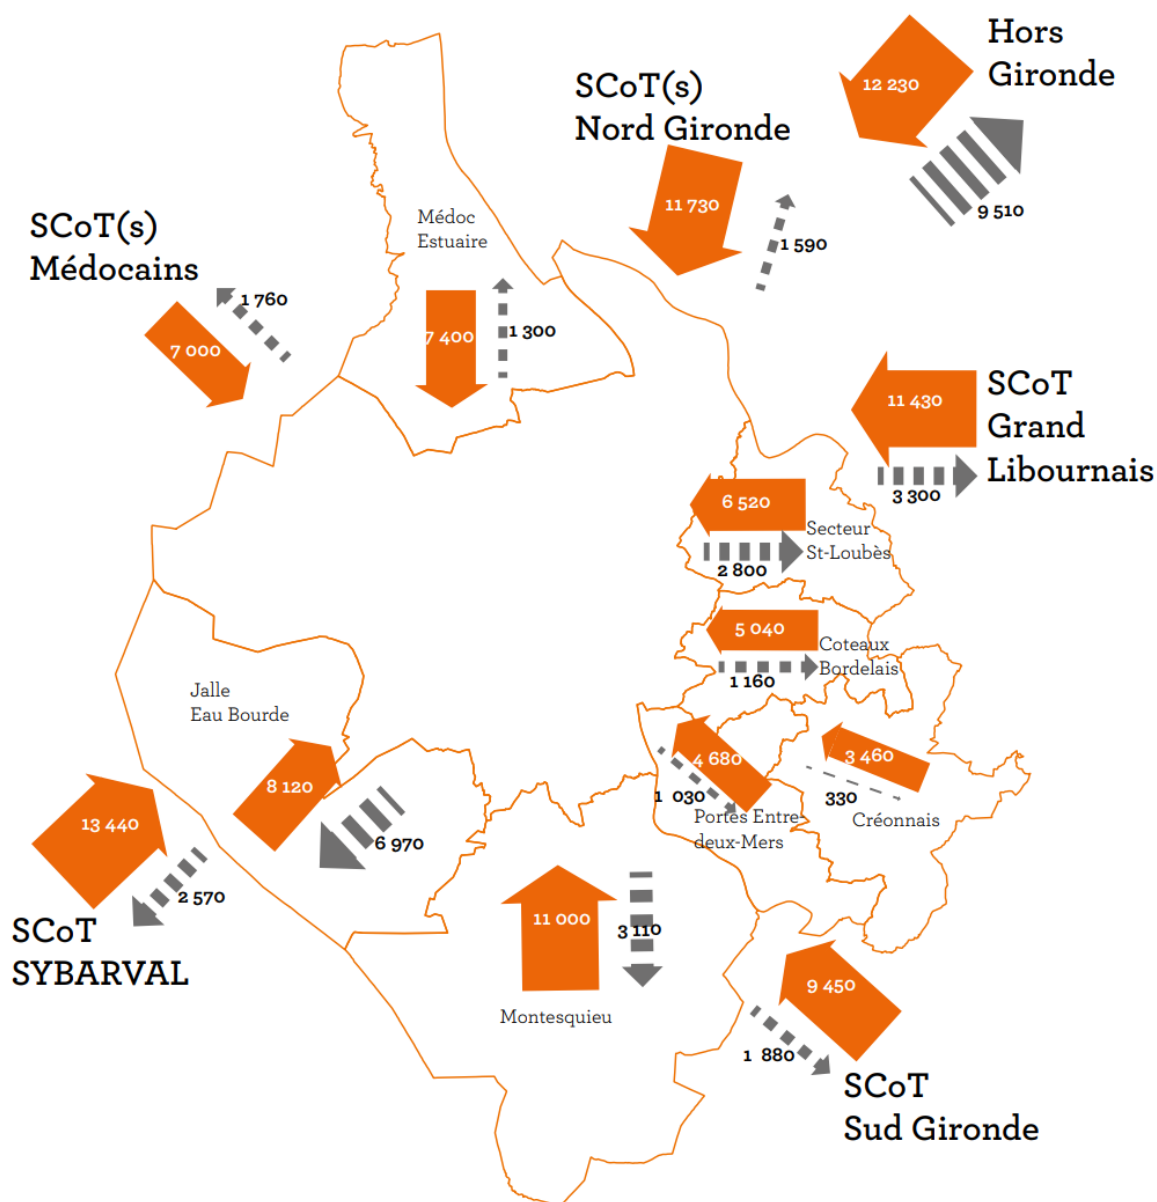 Hors
Gironde
12 230
9 510
SCoT(s)
Nord Gironde
11 730
1 590
SCoT(s)
Médocains
1 760
7 000
Médoc
Estuaire
7 400
1 300
11 430
SCoT
Grand
Libournais
3 300
6 520
Secteur
St-Loubès
2 800
5 040
Coteaux
Bordelais
1 160
Jalle
Eau Bourde
8 120
6 970
4 680
1 030
Portes Entre-
deux-Mers
3 460
330
Créonnais
13 440
2 570
SCoT
SYBARVAL
11 000
3 110
Montesquieu
9 450
1 880
SCoT
Sud Gironde